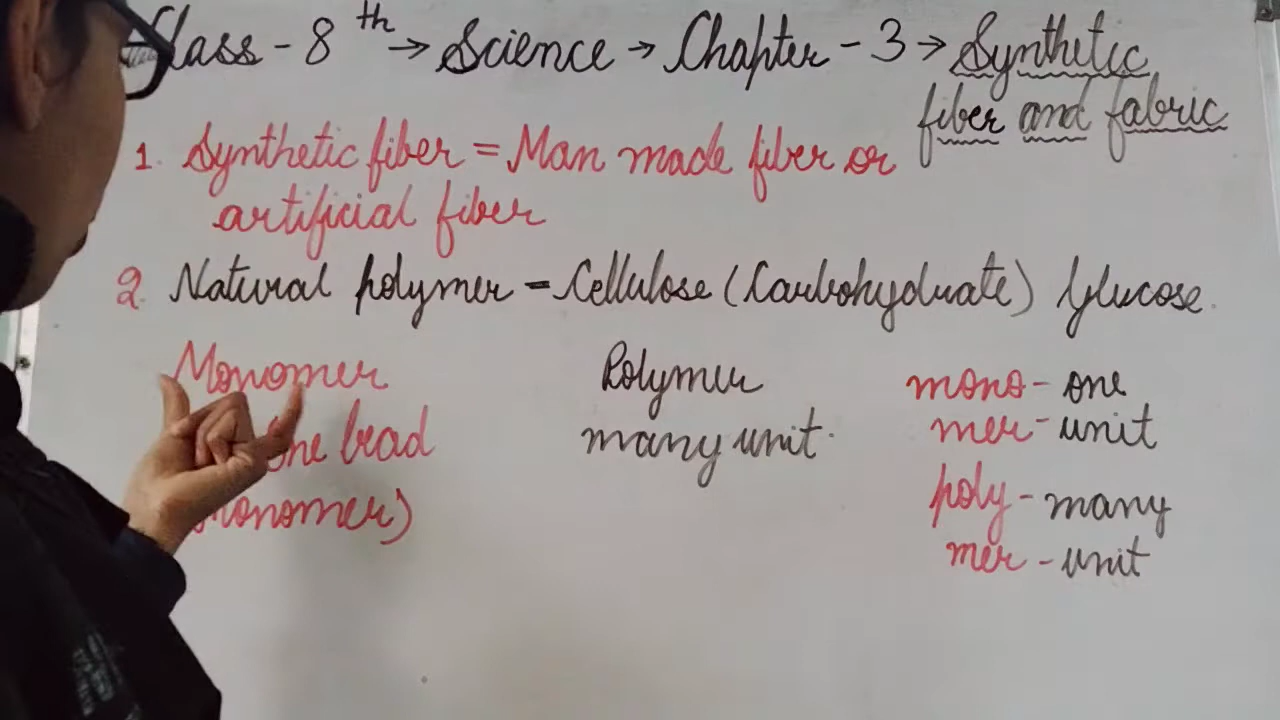 Class - 8th → Science → Chapter - 3 → Synthetic
fiber and fabric
1. Synthetic fiber = Man made fiber or
artificial fiber
2. Natural polymer = Cellulose (Carbohydrate) Glucose.
Monomer
Polymer
mono - one
one bead
many unit.
mer - unit
monomer)
poly - many
mer - unit